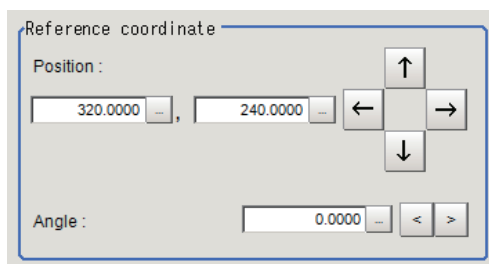 Reference coordinate
Position :
320.0000 ... , 240.0000 ... ← ↑ → ↓
Angle :
0.0000 ... < >